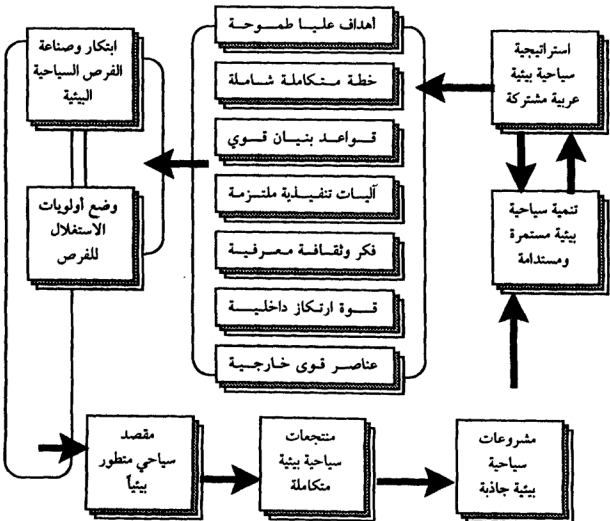 استراتيجية
سياحية بيئية
عربية مشتركة
تنمية سياحية
بيئية مستمرة
ومستدامة
أهداف عليا طموحة
خطة متكاملة شاملة
قواعد بنيان قوي
آليات تنفيذية ملتزمة
فكر وثقافة معرفية
قوة ارتكاز داخلية
عناصر قوى خارجية
ابتكار وصناعة
الفرص السياحية
البيئية
وضع أولويات
الاستغلال
للفرص
مقصد
سياحي متطور
بيئياً
منتجعات
سياحية بيئية
متكاملة
مشروعات
سياحية
بيئية جاذبة